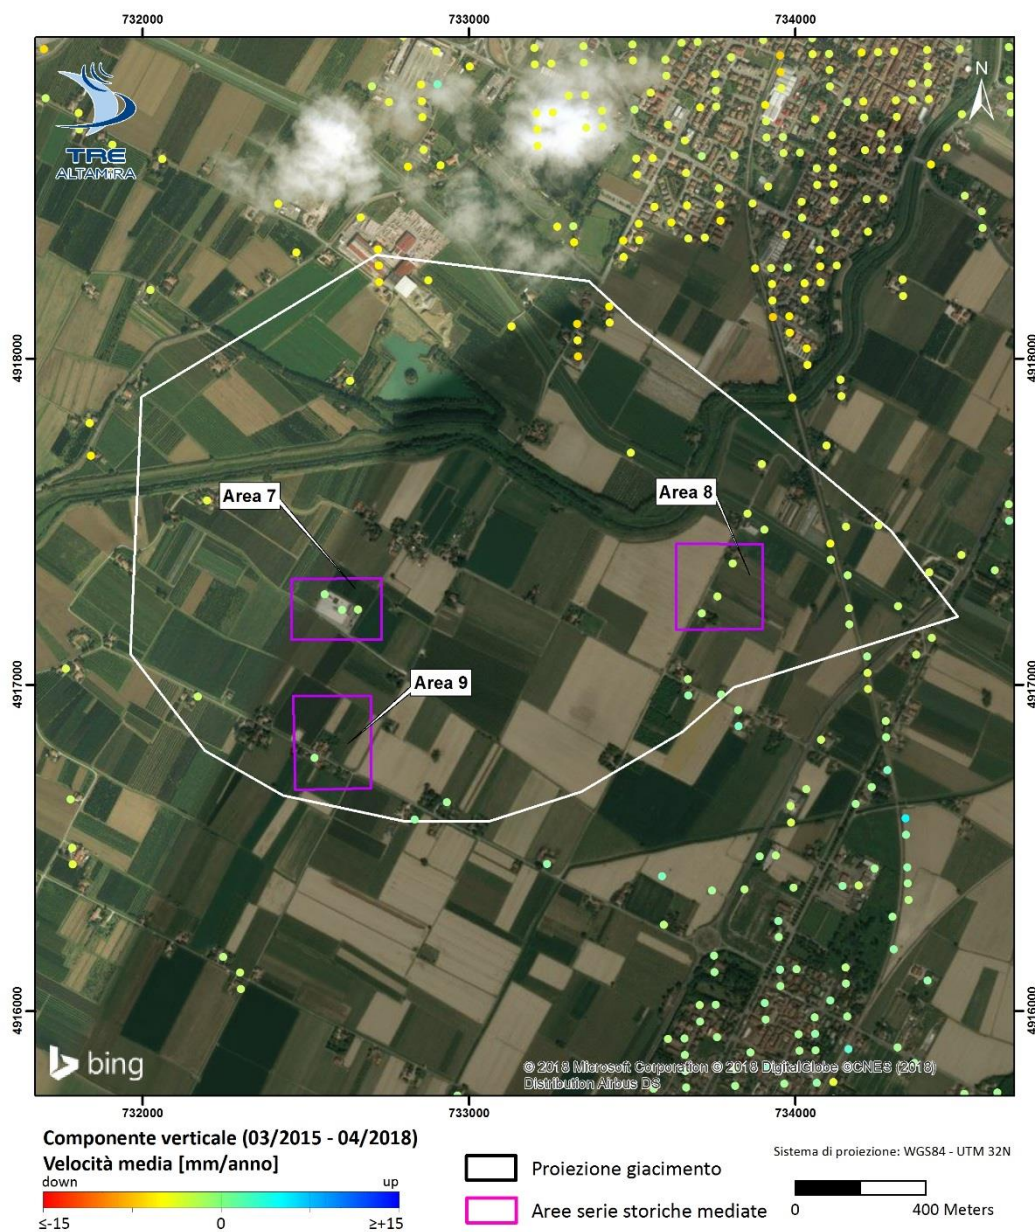 732000
733000
734000
N
TRE
ALTAMIRA
4918000
4918000
Area 7
Area 8
4917000
4917000
Area 9
4916000
4916000
bing
© 2018 Microsoft Corporation © 2018 DigitalGlobe ©CNES (2018)
Distribution Airbus DS
732000
733000
734000
Componente verticale (03/2015 - 04/2018)
Velocità media [mm/anno]
down
up
≤-15
0
≥+15
Proiezione giacimento
Aree serie storiche mediate
Sistema di proiezione: WGS84 - UTM 32N
0
400 Meters